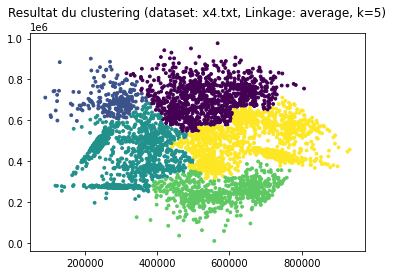 Resultat du clustering (dataset: x4.txt, Linkage: average, k=5)
1e6
1.0
0.8
0.6
0.4
0.2
0.0
200000 400000 600000 800000